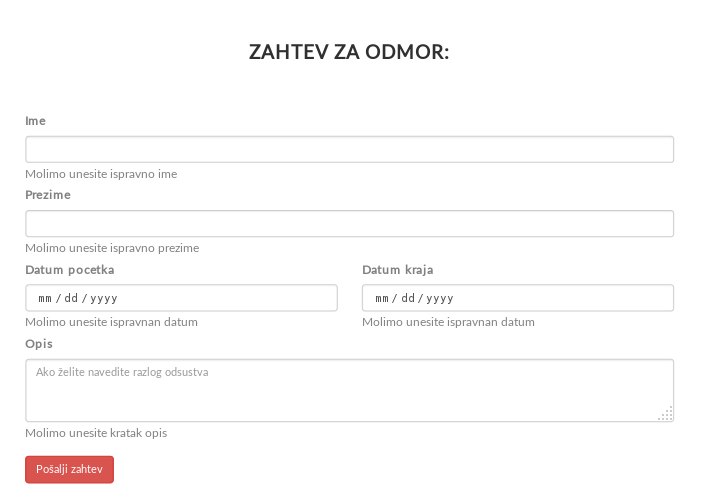 ZAHTEV ZA ODMOR:
Ime
Molimo unesite ispravno ime
Prezime
Molimo unesite ispravno prezime
Datum pocetka Datum kraja
mm / dd / yyyy mm / dd / yyyy
Molimo unesite ispravnan datum Molimo unesite ispravnan datum
Opis
Ako želite navedite razlog odsustva
Molimo unesite kratak opis
Pošalji zahtev